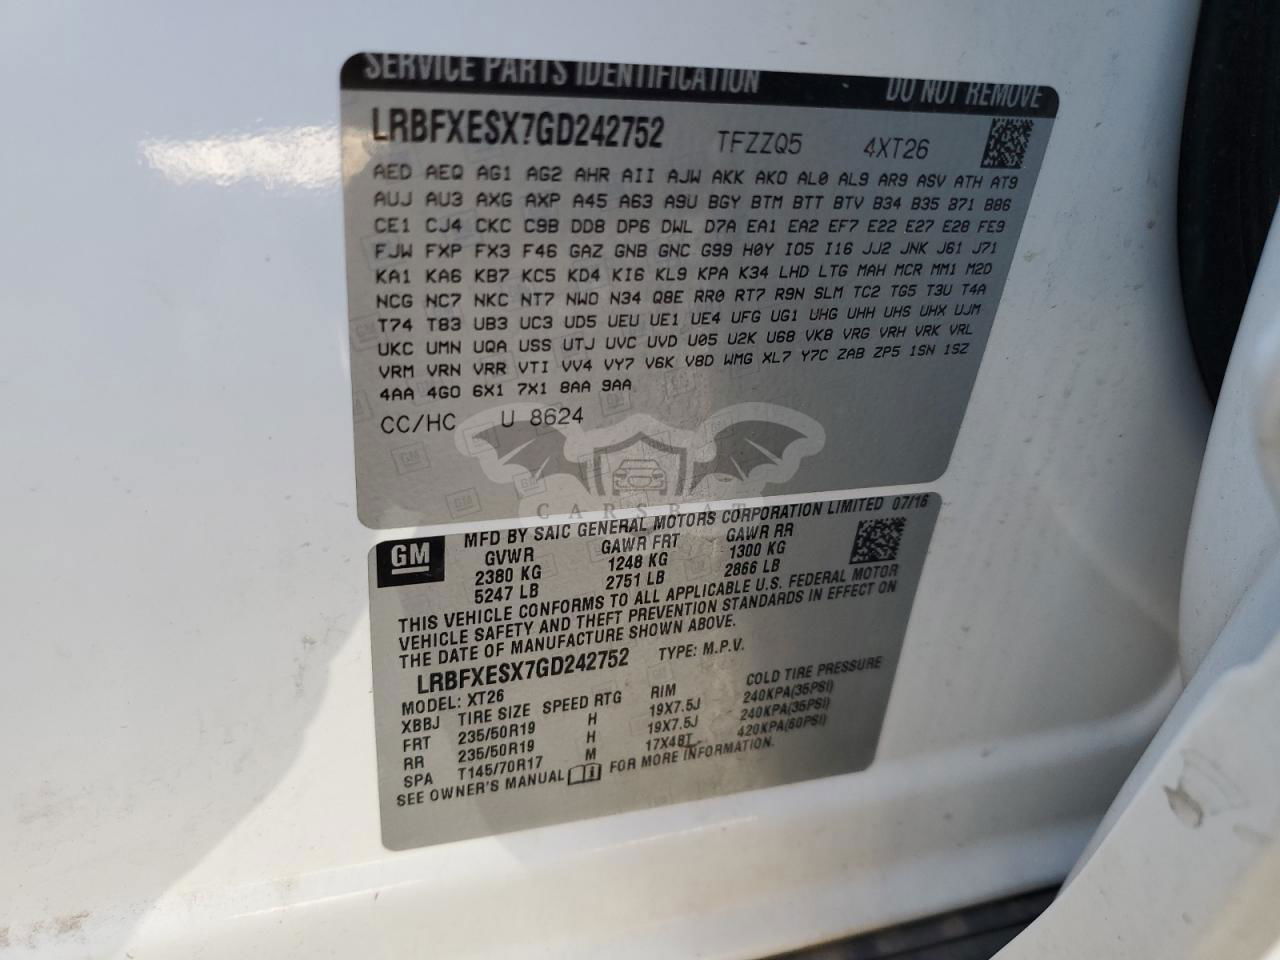 SERVICE PARTS IDENTIFICATION DO NOT REMOVE
LRBFXESX7GD242752 TFZZQ5 4XT26
AED AEQ AG1 AG2 AHR AII AJW AKK AKO AL0 AL9 AR9 ASV ATH AT9
AUJ AU3 AXG AXP A45 A63 A9U BGY BTM BTT BTV B34 B35 B71 B86
CE1 CJ4 CKC C9B DD8 DP6 DWL D7A EA1 EA2 EF7 E22 E27 E28 FE9
FJW FXP FX3 F46 GAZ GNB GNC G99 H0Y IO5 I16 JJ2 JNK J61 J71
KA1 KA6 KB7 KC5 KD4 KI6 KL9 KPA K34 LHD LTG MAH MCR MM1 M2D
NCG NC7 NKC NT7 NWO N34 Q8E RR0 RT7 R9N SLM TC2 TG5 T3U T4A
T74 T83 UB3 UC3 UD5 UEU UE1 UE4 UFG UG1 UHG UHH UHS UHX UJM
UKC UMN UQA USS UTJ UVC UVD U05 U2K U68 VK8 VRG VRH VRK VRL
VRM VRN VRR VTI VV4 VY7 V6K V8D WMG XL7 Y7C ZAB ZP5 1SN 1SZ
4AA 4GO 6X1 7X1 8AA 9AA
CC/HC U 8624
GM
CARSBAT
GM
MFD BY SAIC GENERAL MOTORS CORPORATION LIMITED 07/16
GVWR GAWR FRT GAWR RR
2380 KG 1248 KG 1300 KG
5247 LB 2751 LB 2866 LB
THIS VEHICLE CONFORMS TO ALL APPLICABLE U.S. FEDERAL MOTOR
VEHICLE SAFETY AND THEFT PREVENTION STANDARDS IN EFFECT ON
THE DATE OF MANUFACTURE SHOWN ABOVE.
LRBFXESX7GD242752 TYPE: M.P.V.
MODEL: XT26
XBBJ TIRE SIZE SPEED RTG RIM COLD TIRE PRESSURE
FRT 235/50R19 H 19X7.5J 240KPA(35PSI)
RR 235/50R19 H 19X7.5J 240KPA(35PSI)
SPA T145/70R17 M 17X4BT 420KPA(60PSI)
SEE OWNER'S MANUAL FOR MORE INFORMATION.